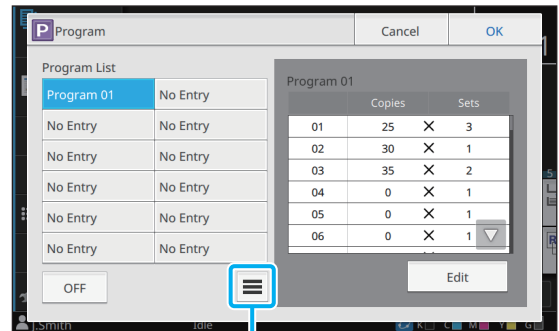 P Program
Cancel
OK
Program List
Program 01
No Entry
No Entry
No Entry
No Entry
No Entry
No Entry
No Entry
No Entry
No Entry
No Entry
No Entry
OFF
Program 01
Copies Sets
01 25 × 3
02 30 × 1
03 35 × 2
04 0 × 1
05 0 × 1
06 0 × 1
Edit
J.Smith
Idle
K C M Y G
1
5
R